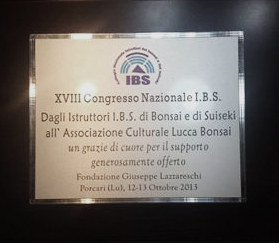 IBS
XVIII Congresso Nazionale I.B.S.
Dagli Istruttori I.B.S. di Bonsai e di Suiseki
all' Associazione Culturale Lucca Bonsai
un grazie di cuore per il supporto
generosamente offerto
Fondazione Giuseppe Lazzareschi
Porcari (Lu), 12-13 Ottobre 2013